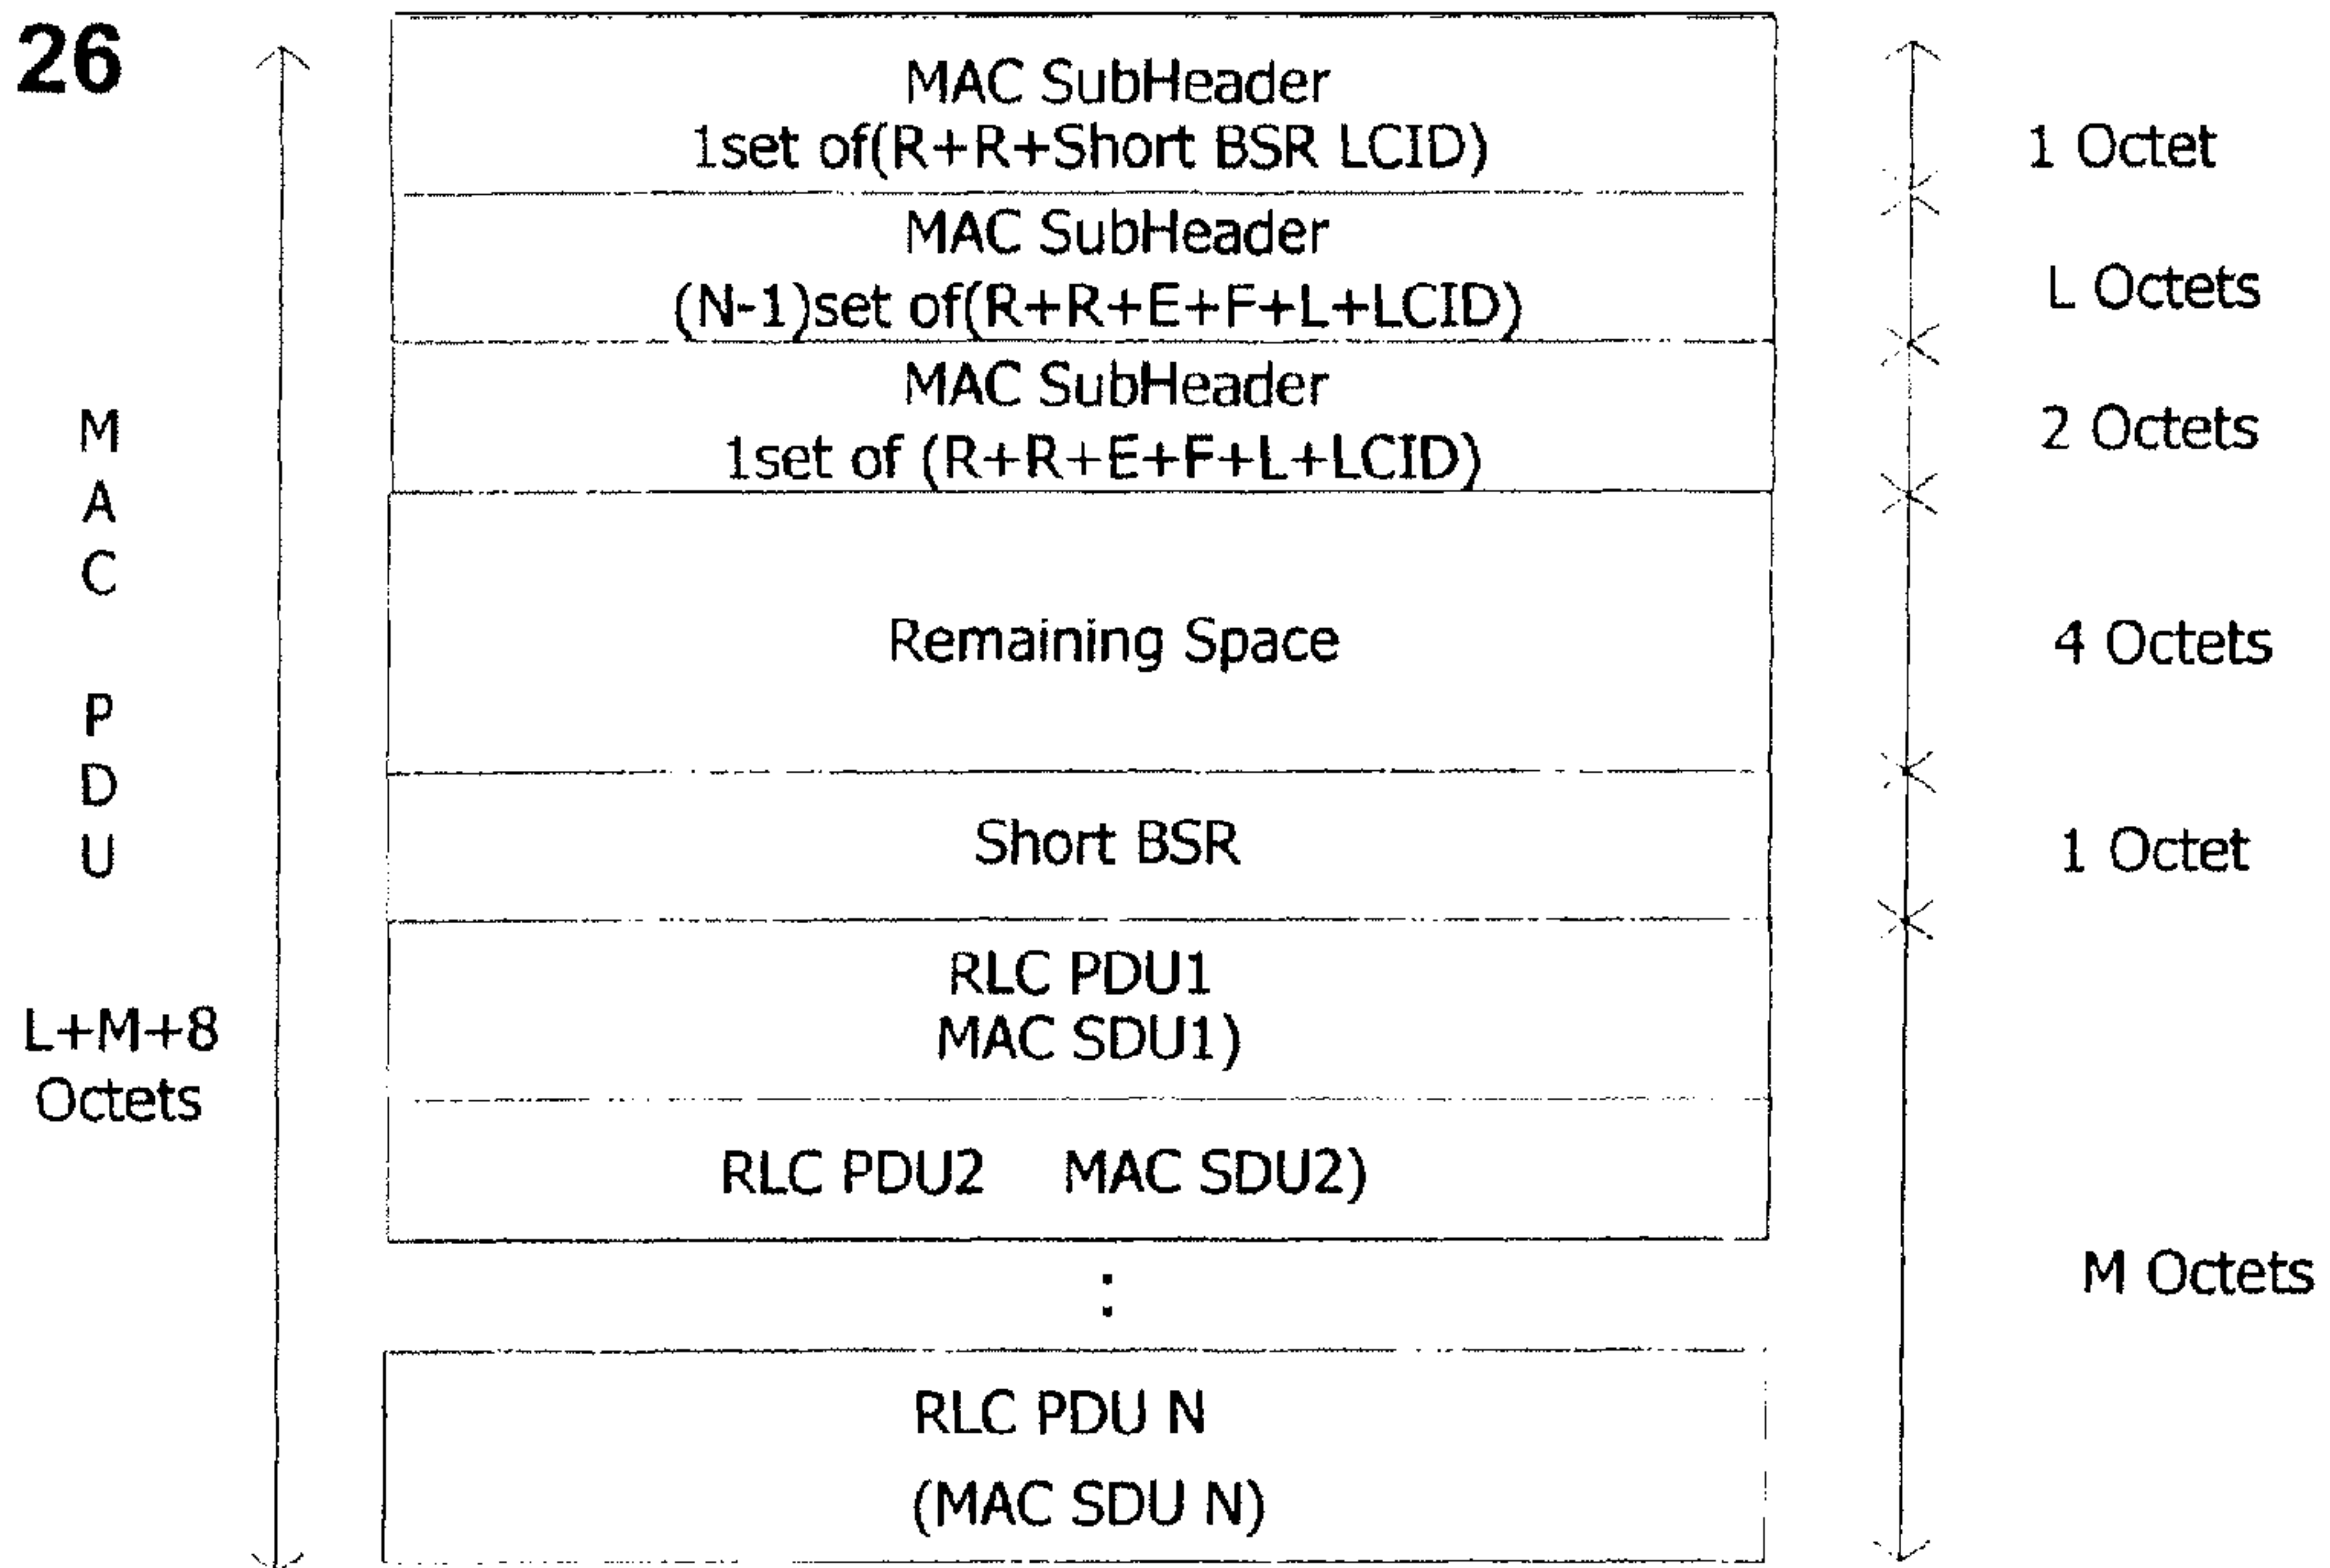 26
MAC SubHeader
1set of(R+R+Short BSR LCID)
1 Octet
MAC SubHeader
(N-1)set of(R+R+E+F+L+LCID)
L Octets
MAC SubHeader
1set of (R+R+E+F+L+LCID)
2 Octets
MAC PDU
Remaining Space
4 Octets
Short BSR
1 Octet
L+M+8
Octets
RLC PDU1
MAC SDU1)
RLC PDU2 MAC SDU2)
:
M Octets
RLC PDU N
(MAC SDU N)